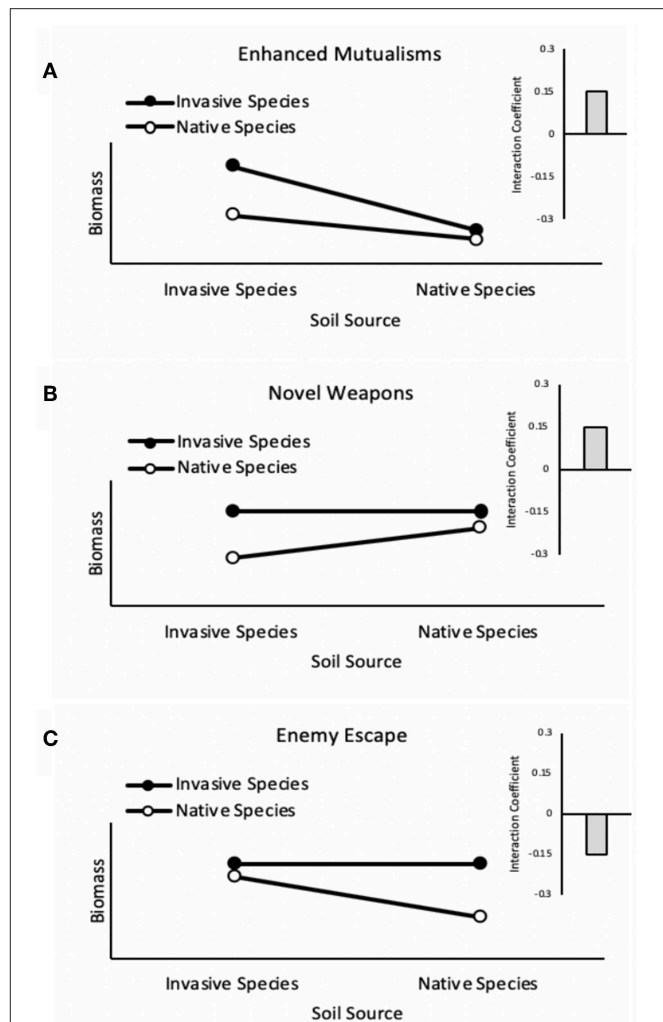 A
Enhanced Mutualisms
Invasive Species
Native Species
Biomass
Invasive Species
Native Species
Soil Source
Interaction Coefficient
0.3
0.15
0
-0.15
-0.3
B
Novel Weapons
Invasive Species
Native Species
Biomass
Invasive Species
Native Species
Soil Source
Interaction Coefficient
0.3
0.15
0
-0.15
-0.3
C
Enemy Escape
Invasive Species
Native Species
Biomass
Invasive Species
Native Species
Soil Source
Interaction Coefficient
0.3
0.15
0
-0.15
-0.3